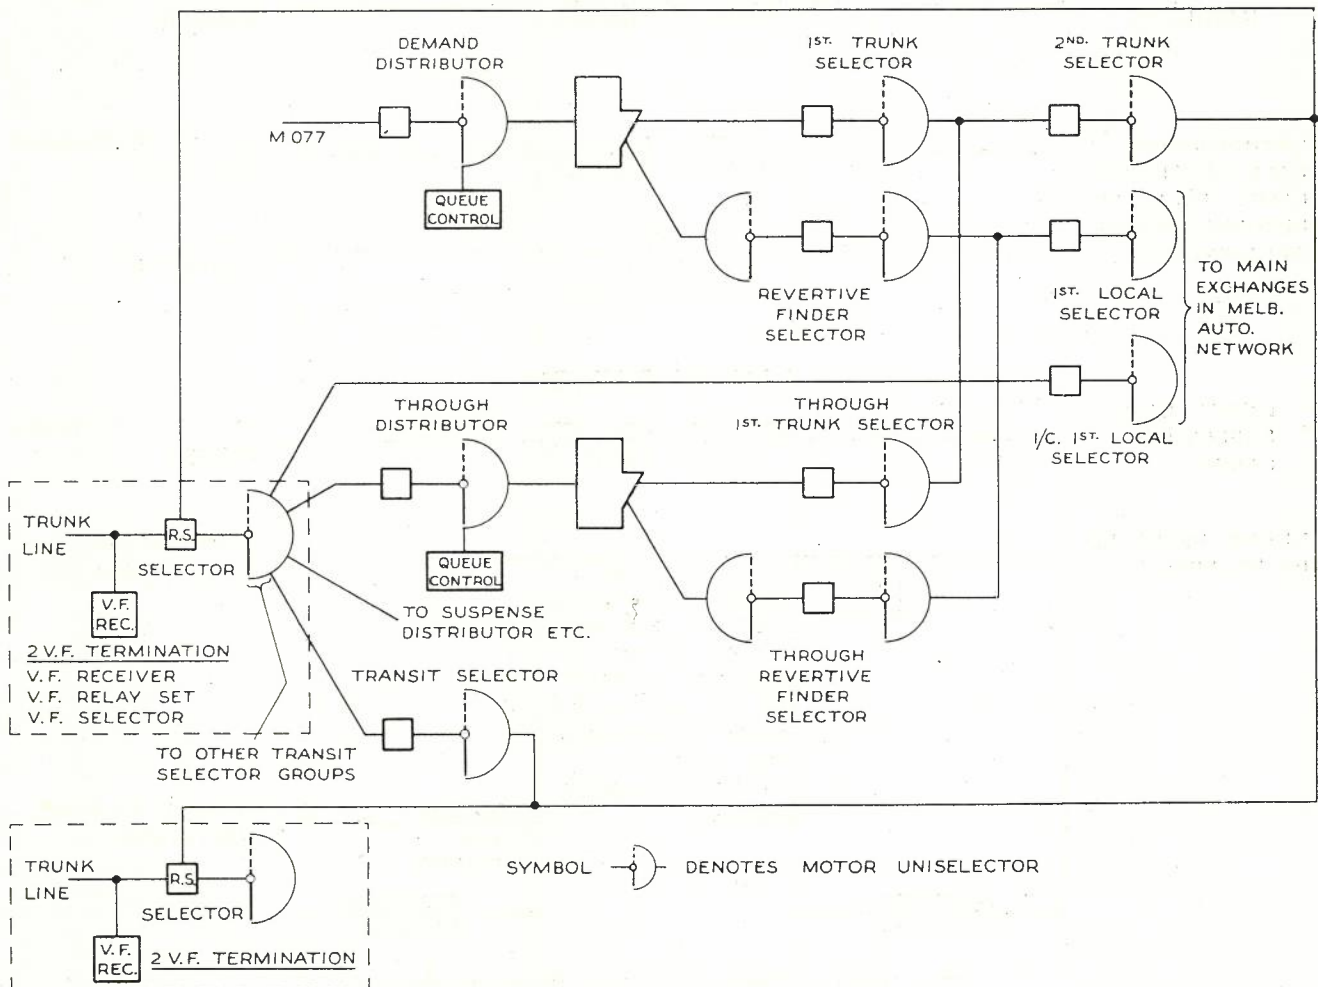 DEMAND
DISTRIBUTOR
1ST. TRUNK
SELECTOR
2ND. TRUNK
SELECTOR
M 077
QUEUE
CONTROL
REVERTIVE
FINDER
SELECTOR
1ST. LOCAL
SELECTOR
TO MAIN
EXCHANGES
IN MELB.
AUTO.
NETWORK
THROUGH
DISTRIBUTOR
THROUGH
1ST. TRUNK SELECTOR
I/C. 1ST. LOCAL
SELECTOR
TRUNK
LINE
R.S.
SELECTOR
V.F.
REC.
QUEUE
CONTROL
TO SUSPENSE
DISTRIBUTOR ETC.
2 V.F. TERMINATION
V.F. RECEIVER
V.F. RELAY SET
V.F. SELECTOR
TRANSIT SELECTOR
THROUGH
REVERTIVE
FINDER
SELECTOR
TO OTHER TRANSIT
SELECTOR GROUPS
TRUNK
LINE
R.S.
SELECTOR
V.F.
REC.
2 V.F. TERMINATION
SYMBOL DENOTES MOTOR UNISELECTOR